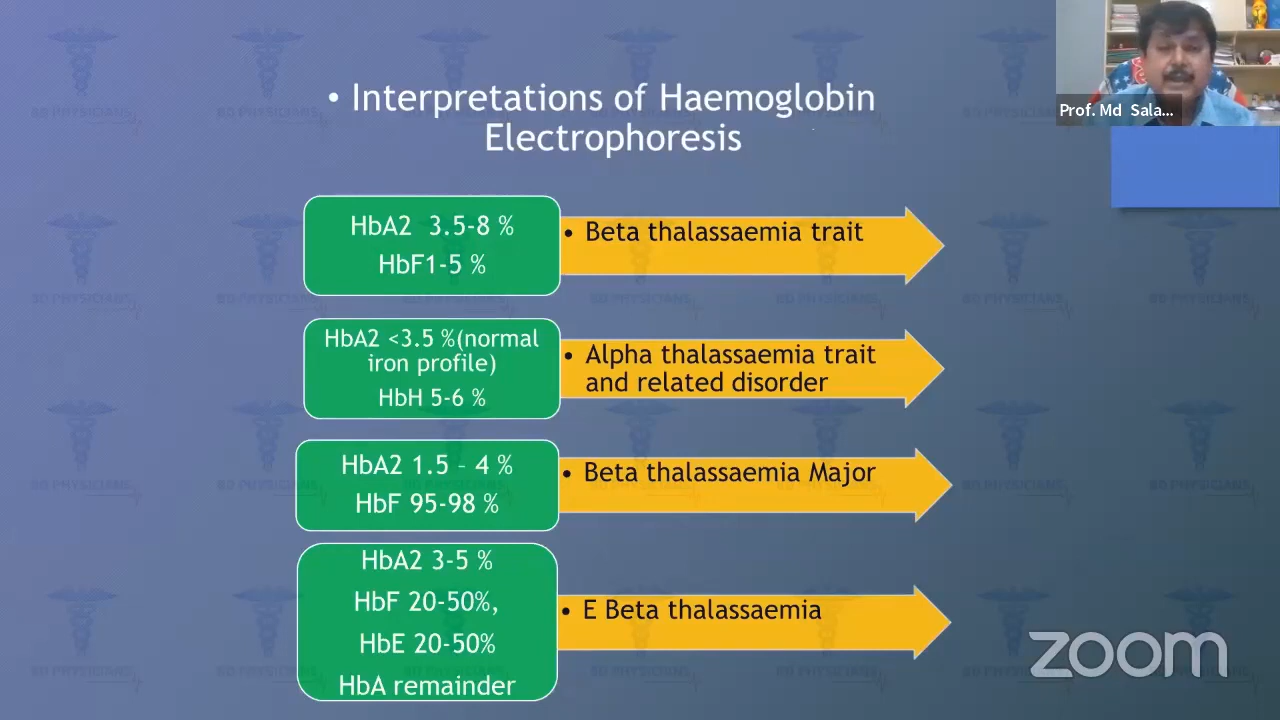 • Interpretations of Haemoglobin
Electrophoresis
Prof. Md Sala...
HbA2 3.5-8 %
HbF1-5 %
• Beta thalassaemia trait
HbA2 <3.5 %(normal
iron profile)
HbH 5-6 %
• Alpha thalassaemia trait
and related disorder
HbA2 1.5 – 4 %
HbF 95-98 %
• Beta thalassaemia Major
HbA2 3-5 %
HbF 20-50%,
HbE 20-50%
HbA remainder
• E Beta thalassaemia
zoom
BD PHYSICIANS